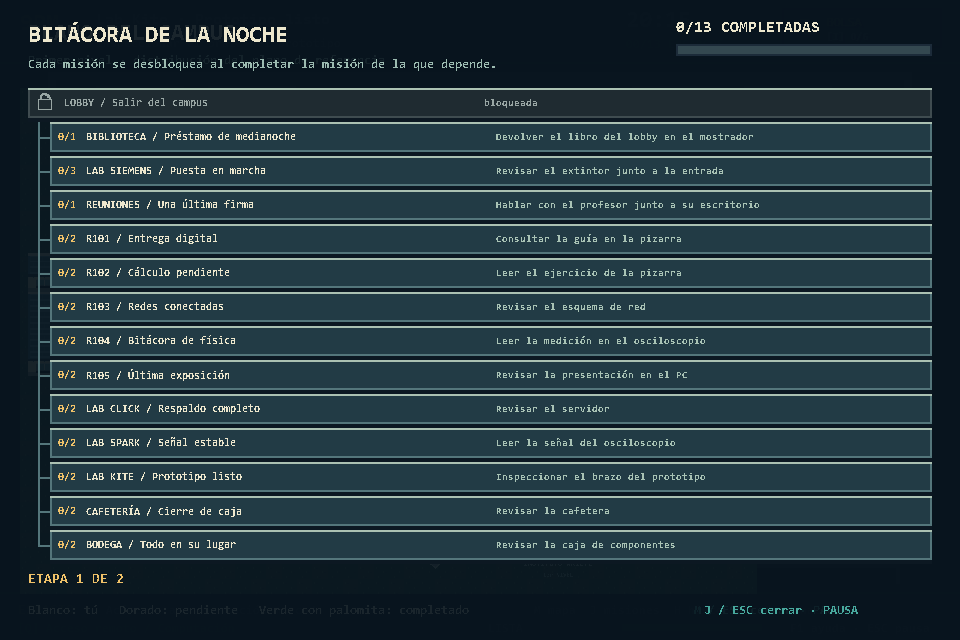 BITÁCORA DE LA NOCHE
0/13 COMPLETADAS
Cada misión se desbloquea al completar la misión de la que depende.
LOBBY / Salir del campus bloqueada
0/1 BIBLIOTECA / Préstamo de medianoche Devolver el libro del lobby en el mostrador
0/3 LAB SIEMENS / Puesta en marcha Revisar el extintor junto a la entrada
0/1 REUNIONES / Una última firma Hablar con el profesor junto a su escritorio
0/2 R101 / Entrega digital Consultar la guía en la pizarra
0/2 R102 / Cálculo pendiente Leer el ejercicio de la pizarra
0/2 R103 / Redes conectadas Revisar el esquema de red
0/2 R104 / Bitácora de física Leer la medición en el osciloscopio
0/2 R105 / Última exposición Revisar la presentación en el PC
0/2 LAB CLICK / Respaldo completo Revisar el servidor
0/2 LAB SPARK / Señal estable Leer la señal del osciloscopio
0/2 LAB KITE / Prototipo listo Inspeccionar el brazo del prototipo
0/2 CAFETERÍA / Cierre de caja Revisar la cafetera
0/2 BODEGA / Todo en su lugar Revisar la caja de componentes
ETAPA 1 DE 2
Blanco: tú Dorado: pendiente Verde con palomita: completado
J / ESC cerrar · PAUSA